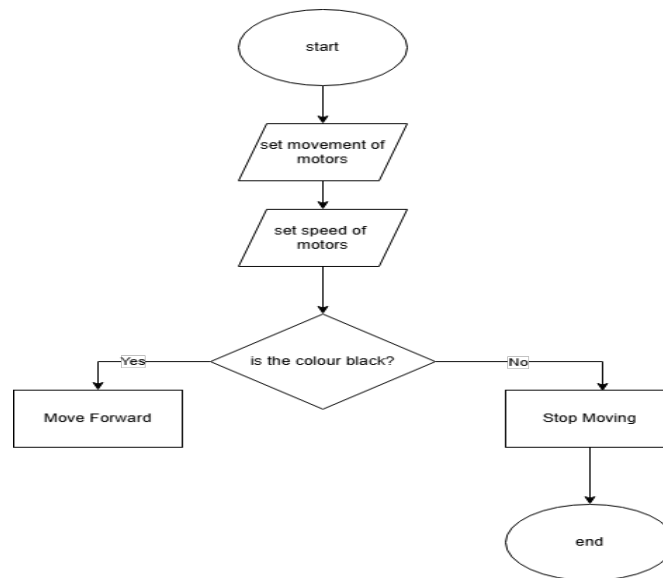 start
set movement of
motors
set speed of
motors
is the colour black?
Yes
No
Move Forward
Stop Moving
end